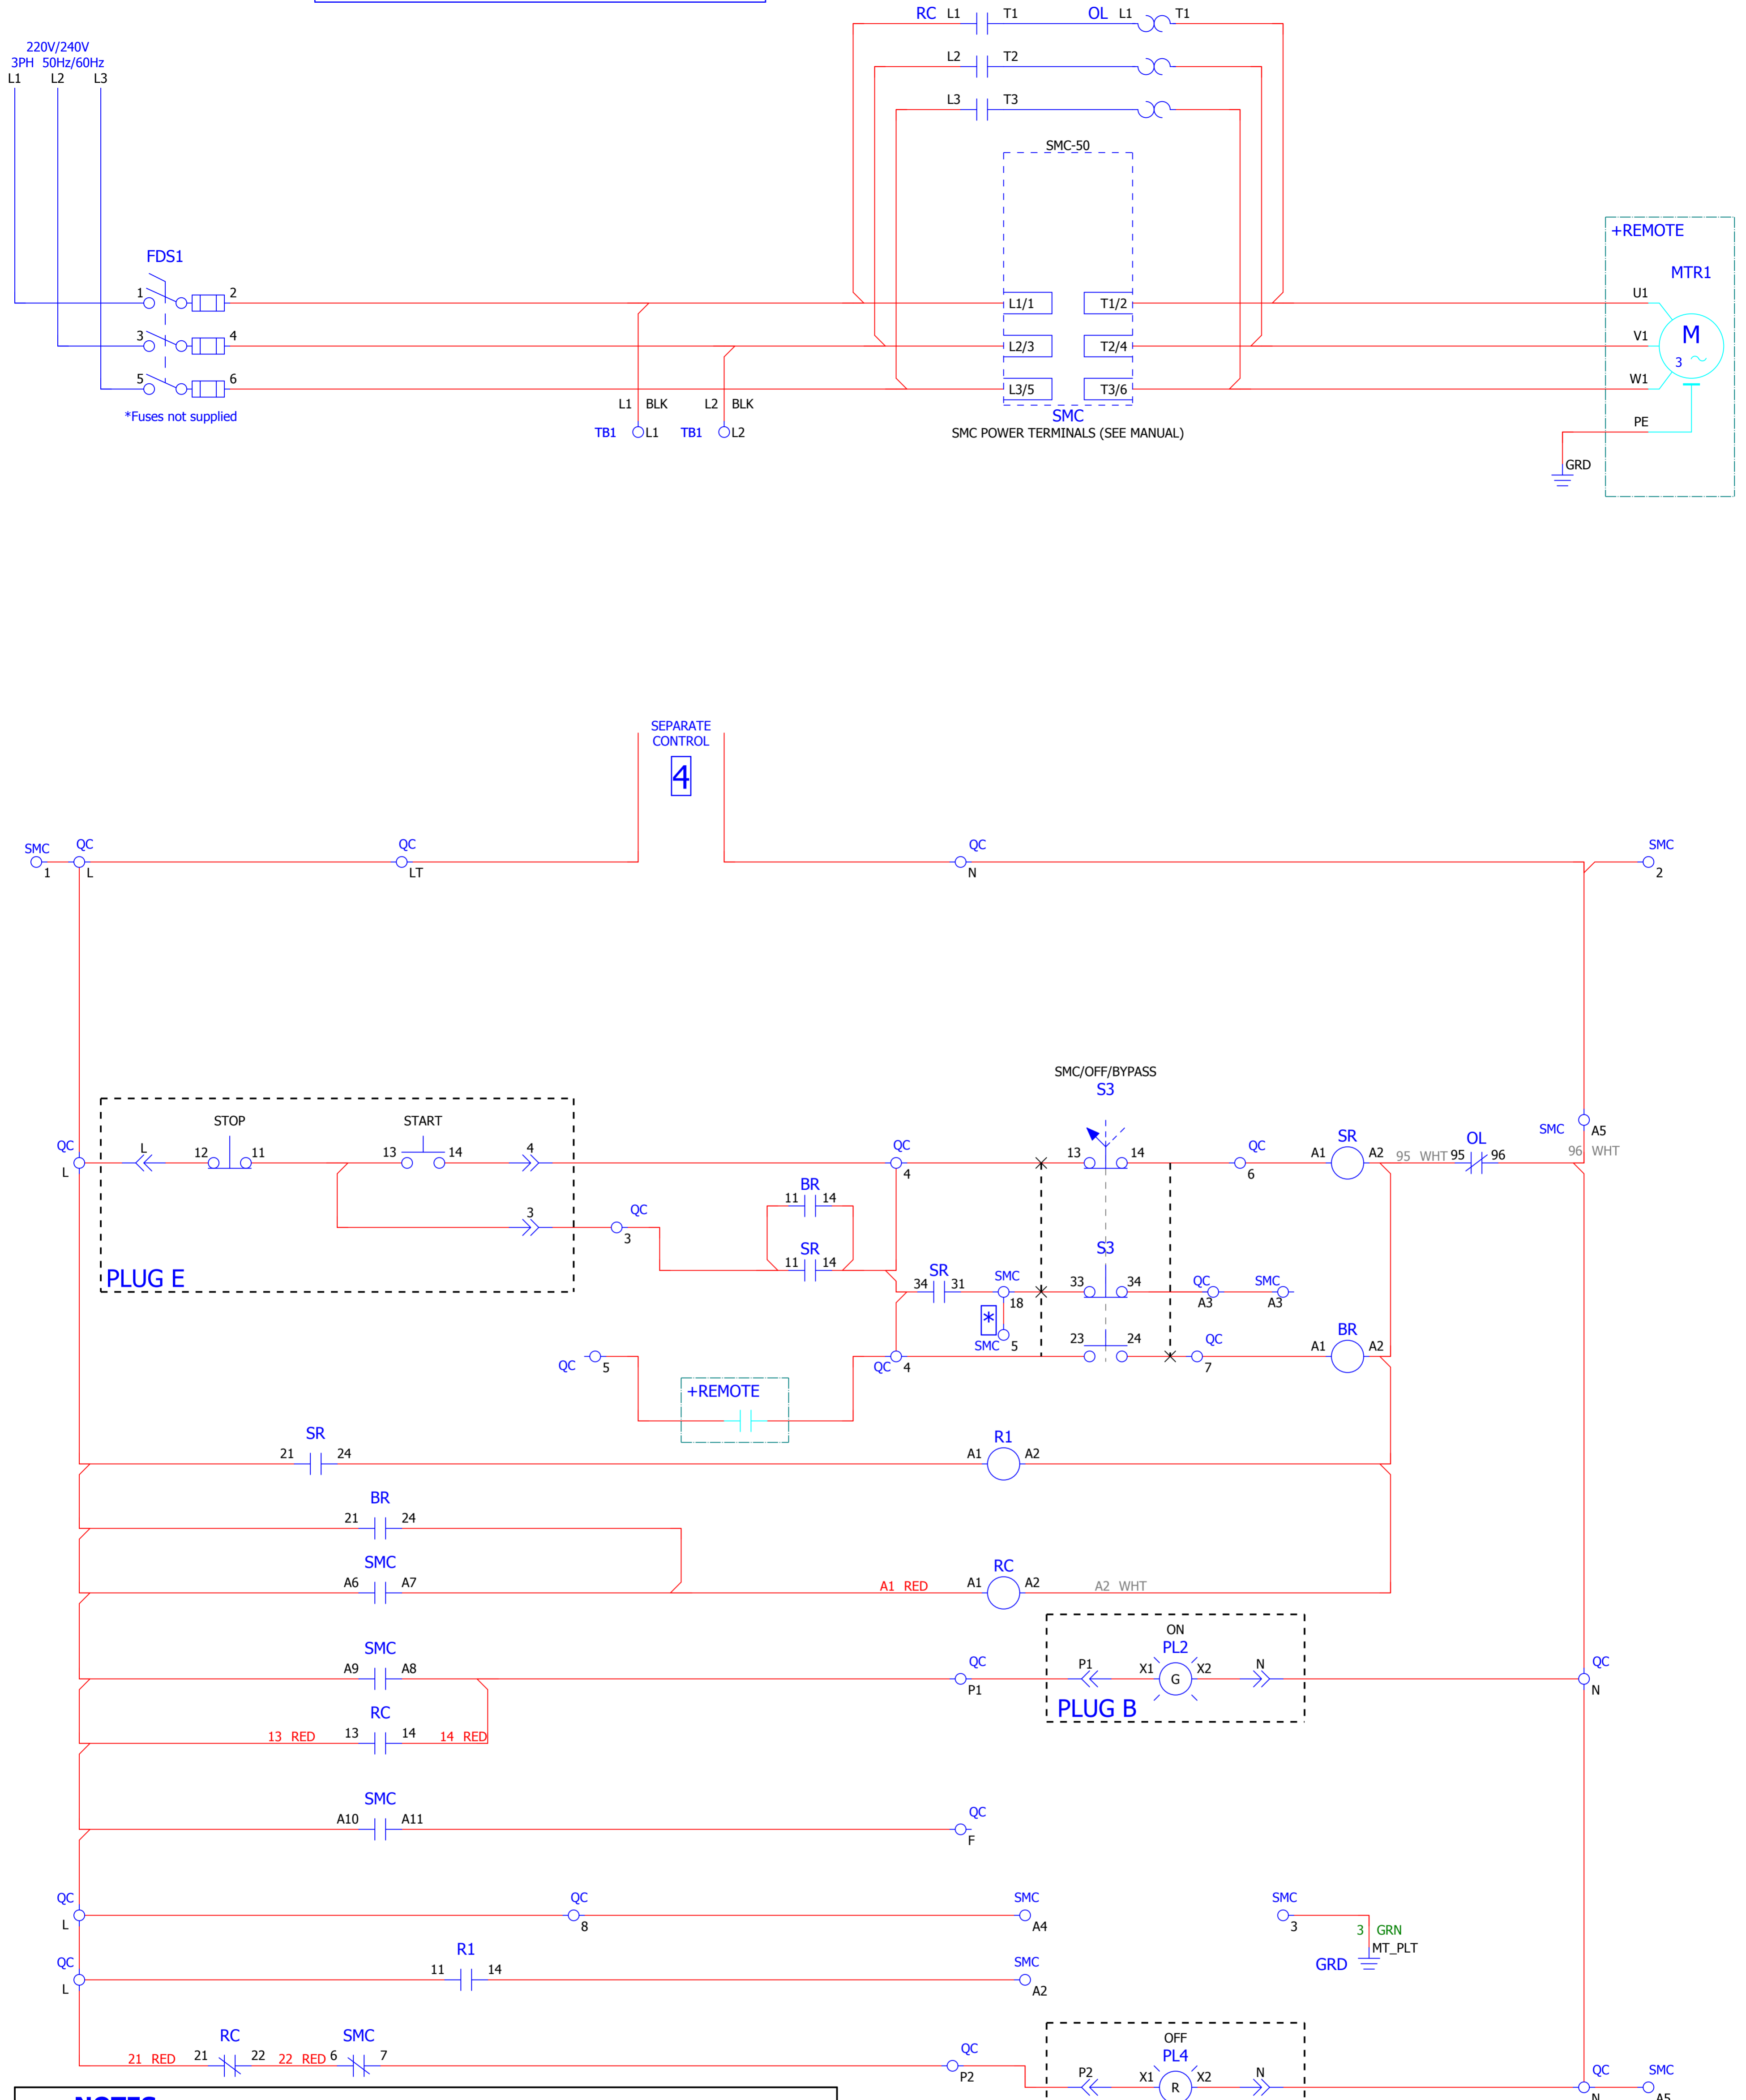 RC L1 T1 OL L1 T1
220V/240V
3PH 50Hz/60Hz
L1 L2 L3
L2 T2
L3 T3
SMC-50
+REMOTE
MTR1
FDS1
1 2 L1/1 T1/2 U1
3 4 L2/3 T2/4 V1 M
3
5 6 L3/5 T3/6 W1
*Fuses not supplied
L1 BLK L2 BLK
SMC
PE
TB1 L1 TB1 L2
SMC POWER TERMINALS (SEE MANUAL)
GRD
SEPARATE
CONTROL
4
SMC QC QC QC SMC
1 L LT N 2
SMC/OFF/BYPASS
S3
STOP START
SMC A5
QC L 12 11 13 14 4 QC 13 14 QC SR OL
L 4 6 A1 A2 95 WHT 95 96 96 WHT
BR
11 14
3 QC
3
SR
11 14
S3
PLUG E
SR
34 31 SMC 33 34 QC SMC
18 A3 A3
*
SMC 5
23 24 QC BR
A1 A2
QC 5 QC 4 7
+REMOTE
SR R1
21 24 A1 A2
BR
21 24
SMC RC
A6 A7 A1 RED A1 A2 A2 WHT
ON
SMC PL2
A9 A8 QC P1 X1 G X2 N QC
P1 N
RC PLUG B
13 RED 13 14 14 RED
SMC
A10 A11 QC
F
QC QC SMC SMC
L 8 A4 3
3 GRN
MT_PLT
GRD
QC R1 SMC
L 11 14 A2
OFF
RC SMC PL4
21 RED 21 22 22 RED 6 7 QC P2 X1 R X2 N QC SMC
P2 N A5
NOTES